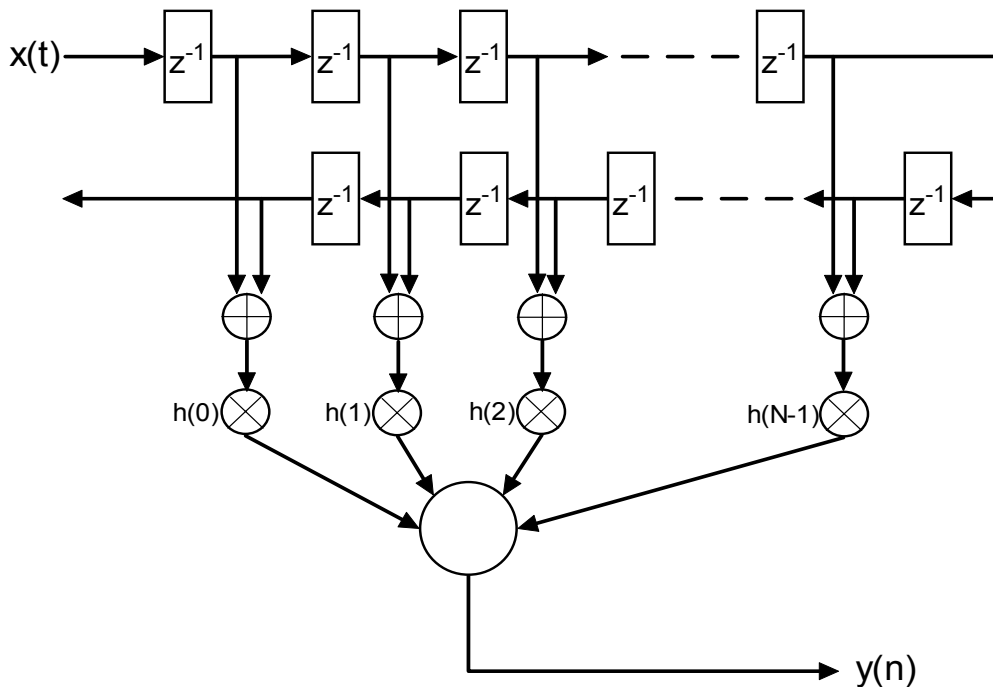 x(t) z⁻¹ z⁻¹ z⁻¹ z⁻¹
z⁻¹ z⁻¹ z⁻¹ z⁻¹
h(0) h(1) h(2) h(N-1)
y(n)